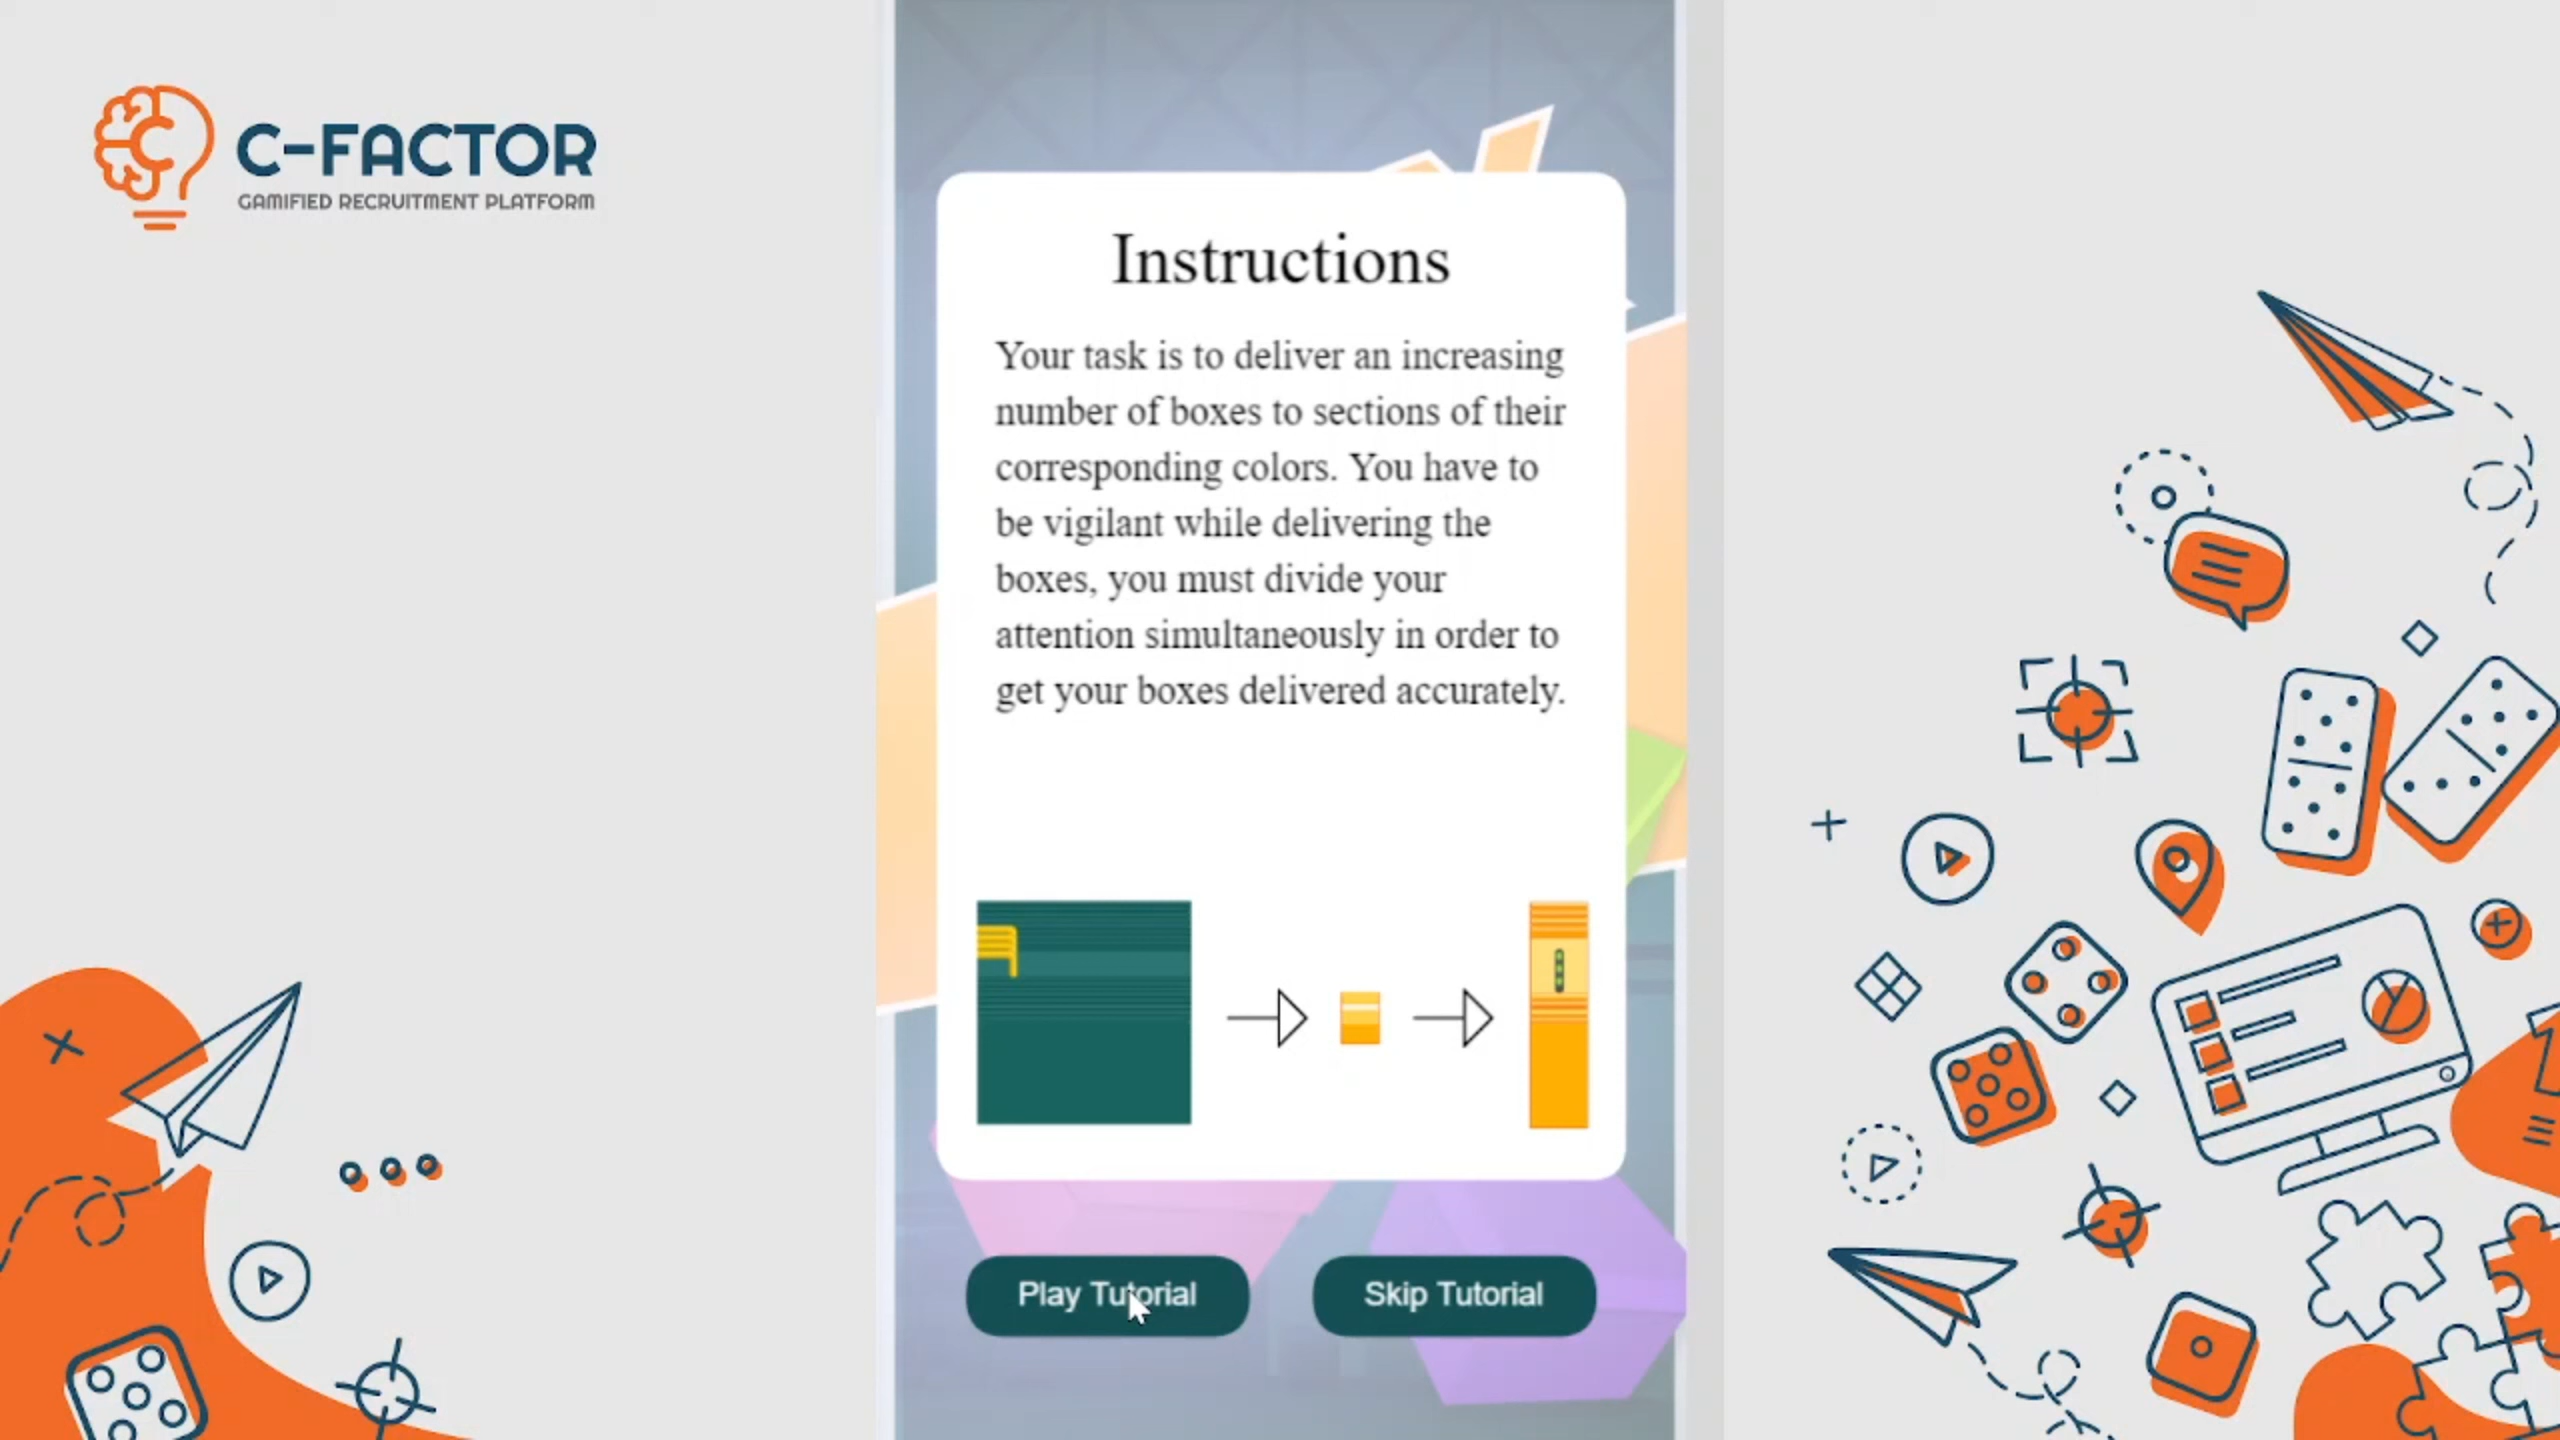 C-FACTOR
GAMIFIED RECRUITMENT PLATFORM
Instructions
Your task is to deliver an increasing
number of boxes to sections of their
corresponding colors. You have to
be vigilant while delivering the
boxes, you must divide your
attention simultaneously in order to
get your boxes delivered accurately.
Play Tutorial
Skip Tutorial